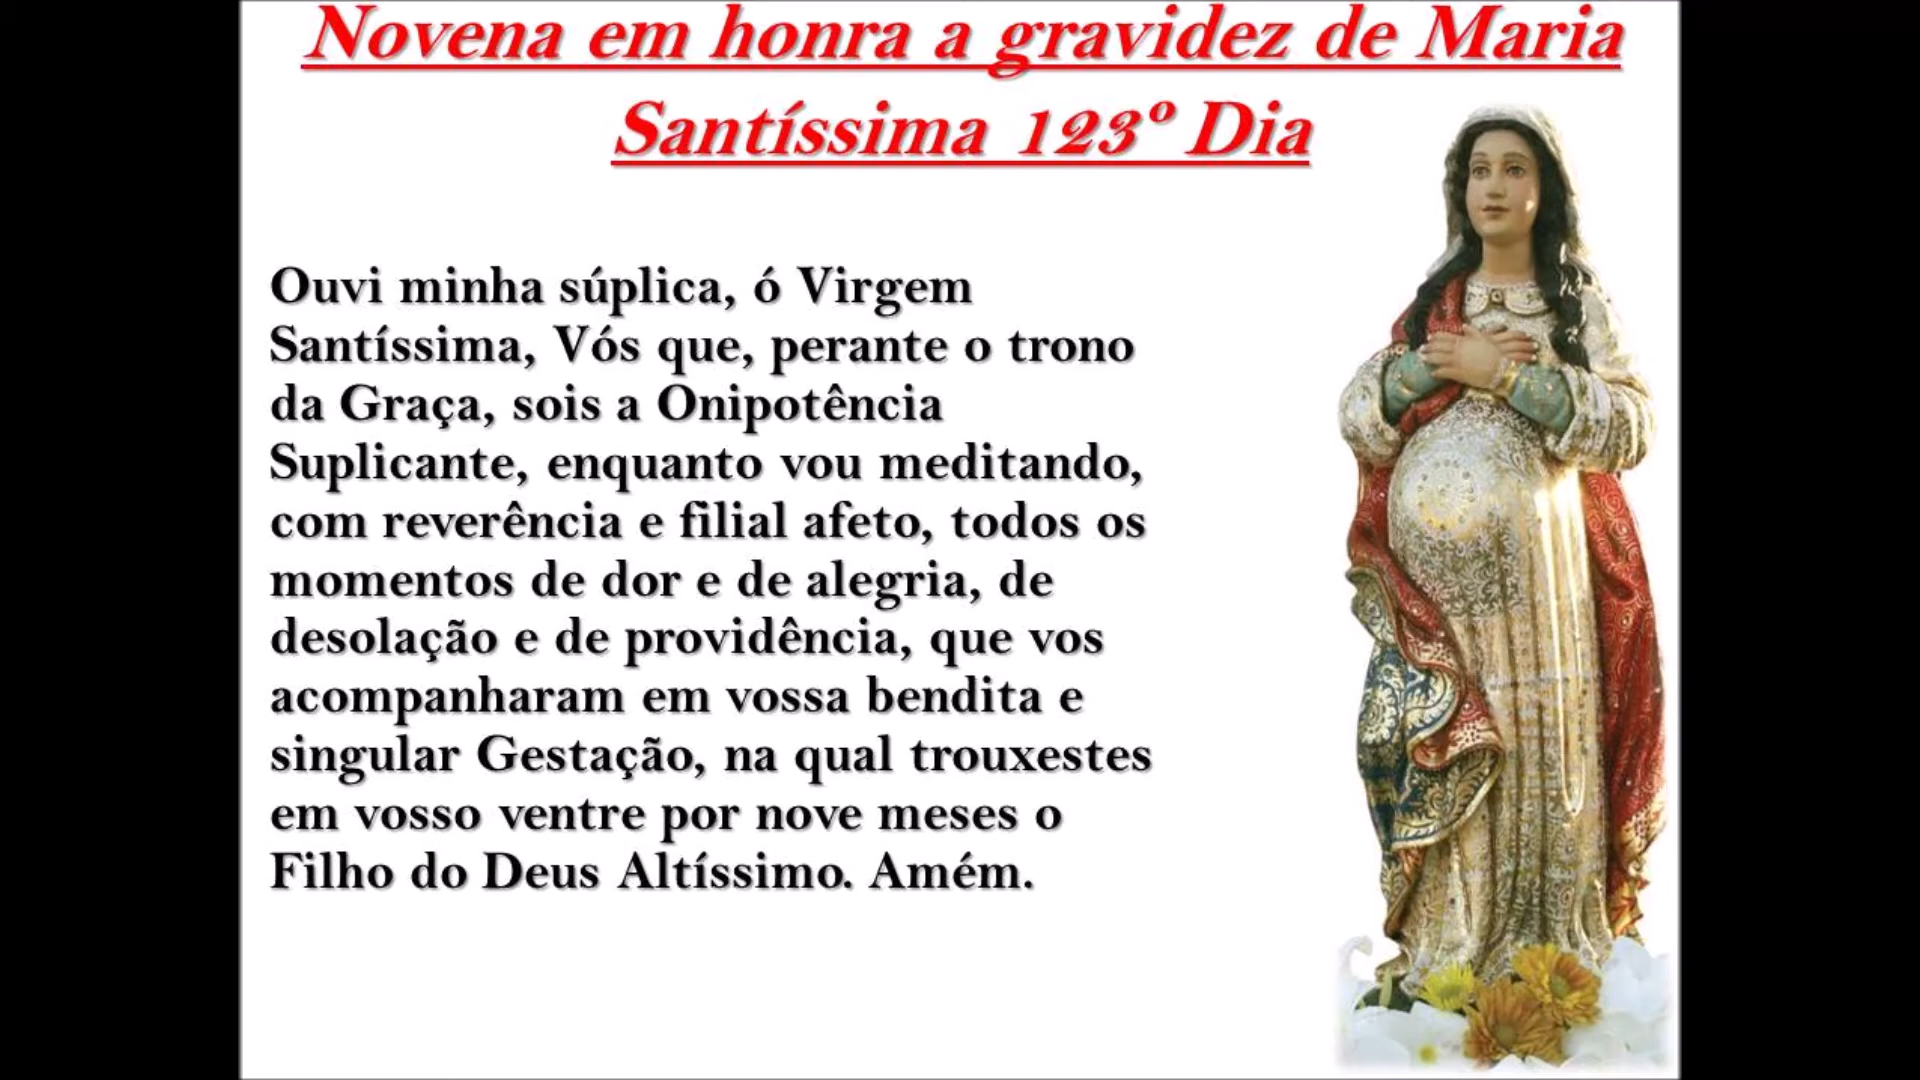 Novena em honra a gravidez de Maria
Santíssima 123º Dia
Ouvi minha súplica, ó Virgem
Santíssima, Vós que, perante o trono
da Graça, sois a Onipotência
Suplicante, enquanto vou meditando,
com reverência e filial afeto, todos os
momentos de dor e de alegria, de
desolação e de providência, que vos
acompanharam em vossa bendita e
singular Gestação, na qual trouxestes
em vosso ventre por nove meses o
Filho do Deus Altíssimo. Amém.